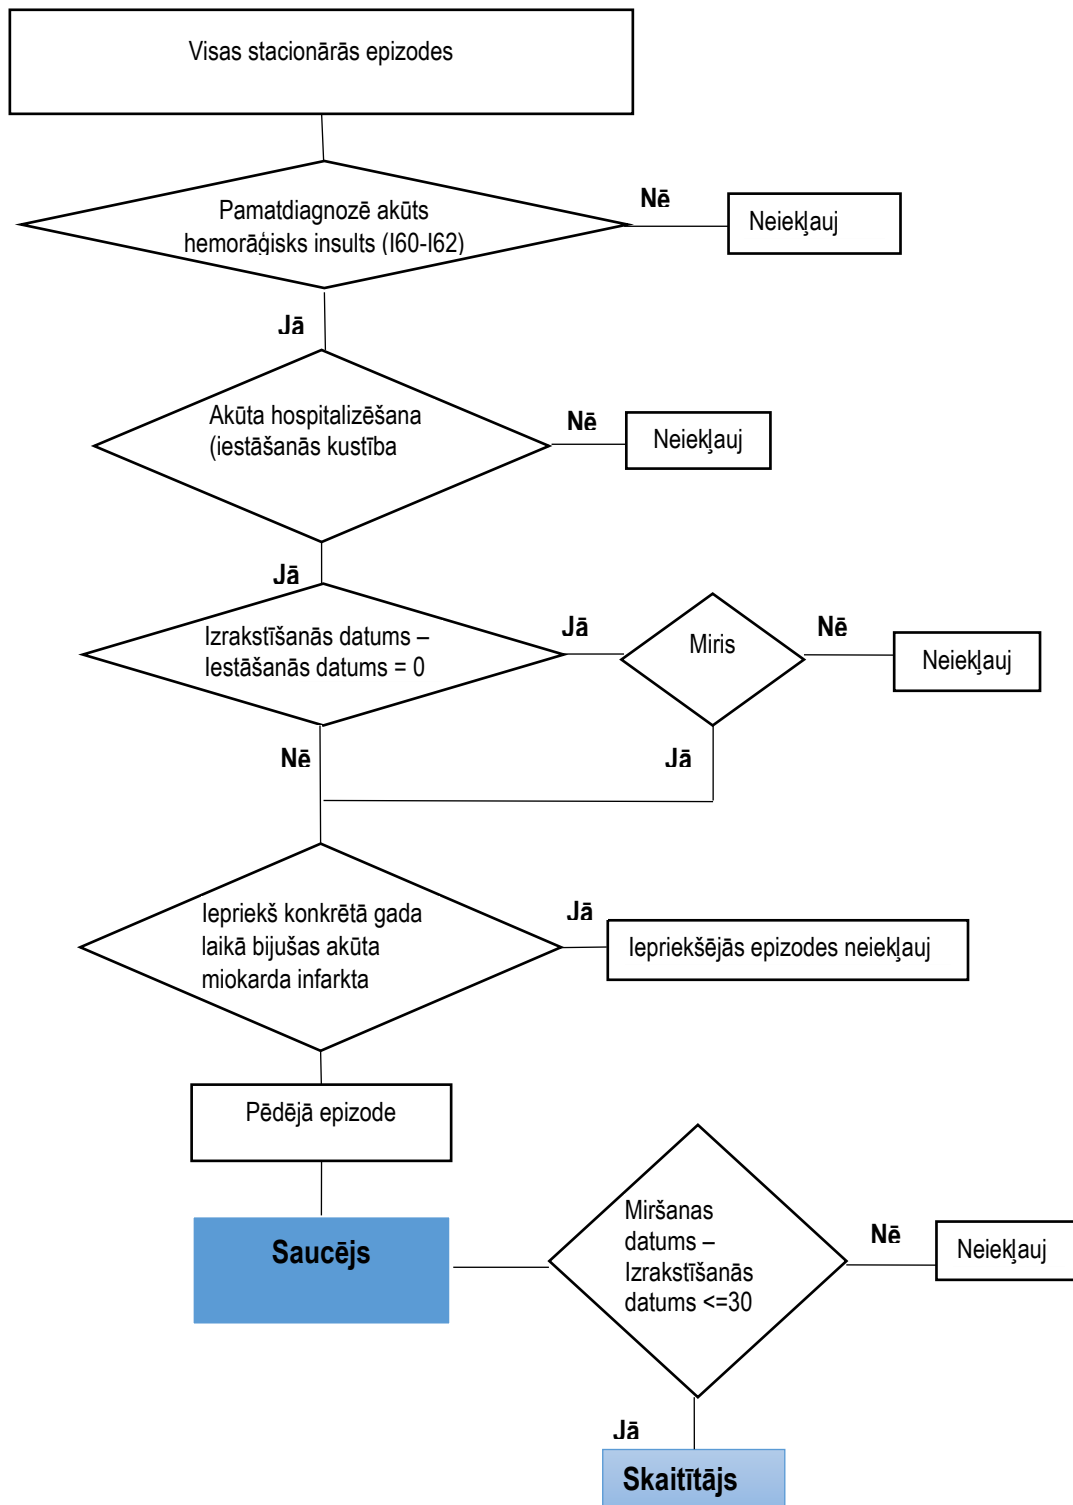 Visas stacionārās epizodes
Pamatdiagnozē akūts
hemorāģisks insults (I60-I62)
Nē
Neiekļauj
Jā
Akūta hospitalizēšana
(iestāšanās kustība
Nē
Neiekļauj
Jā
Izrakstīšanās datums –
Iestāšanās datums = 0
Jā
Miris
Nē
Neiekļauj
Nē
Jā
Iepriekš konkrētā gada
laikā bijušas akūta
miokarda infarkta
Jā
Iepriekšējās epizodes neiekļauj
Pēdējā epizode
Saucējs
Miršanas
datums –
Izrakstīšanās
datums <=30
Nē
Neiekļauj
Jā
Skaitītājs